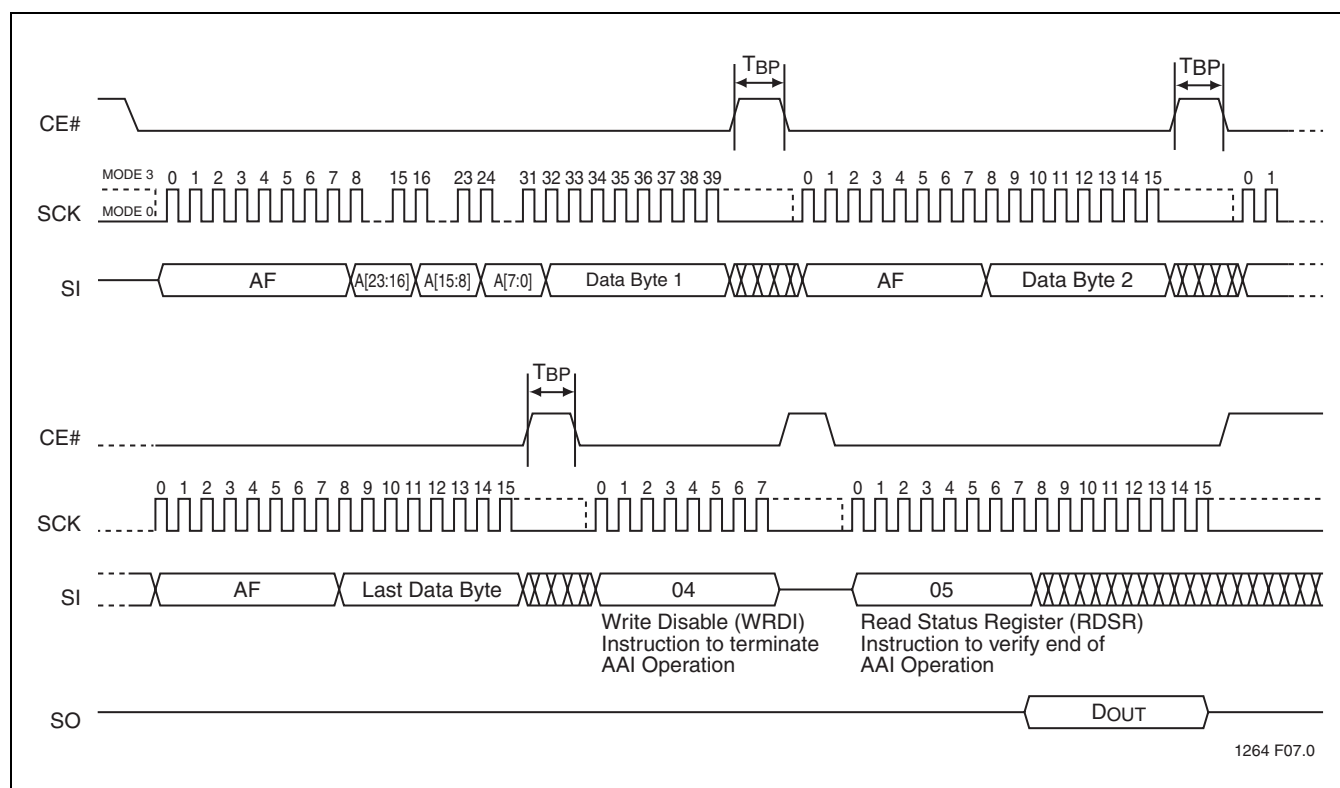 TBP TBP
CE#
MODE 3 0 1 2 3 4 5 6 7 8 15 16 23 24 31 32 33 34 35 36 37 38 39 0 1 2 3 4 5 6 7 8 9 10 11 12 13 14 15 0 1
SCK MODE 0
SI AF A[23:16] A[15:8] A[7:0] Data Byte 1 AF Data Byte 2
TBP
CE#
0 1 2 3 4 5 6 7 8 9 10 11 12 13 14 15 0 1 2 3 4 5 6 7 0 1 2 3 4 5 6 7 8 9 10 11 12 13 14 15
SCK
SI AF Last Data Byte 04 05
Write Disable (WRDI)
Instruction to terminate
AAI Operation
Read Status Register (RDSR)
Instruction to verify end of
AAI Operation
SO DOUT
1264 F07.0